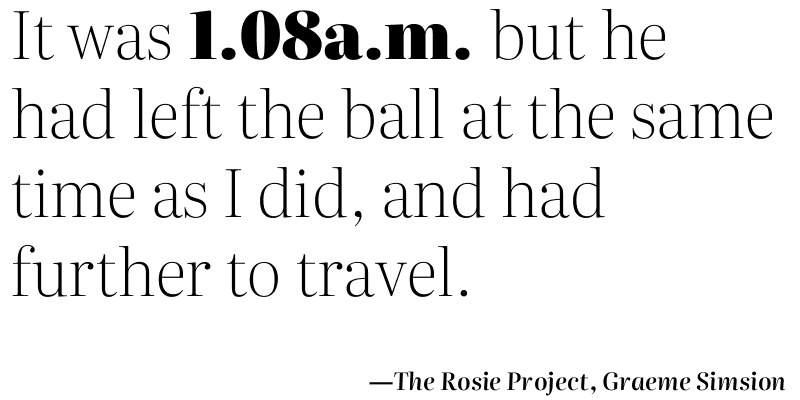 It was 1.08a.m. but he
had left the ball at the same
time as I did, and had
further to travel.
—The Rosie Project, Graeme Simsion